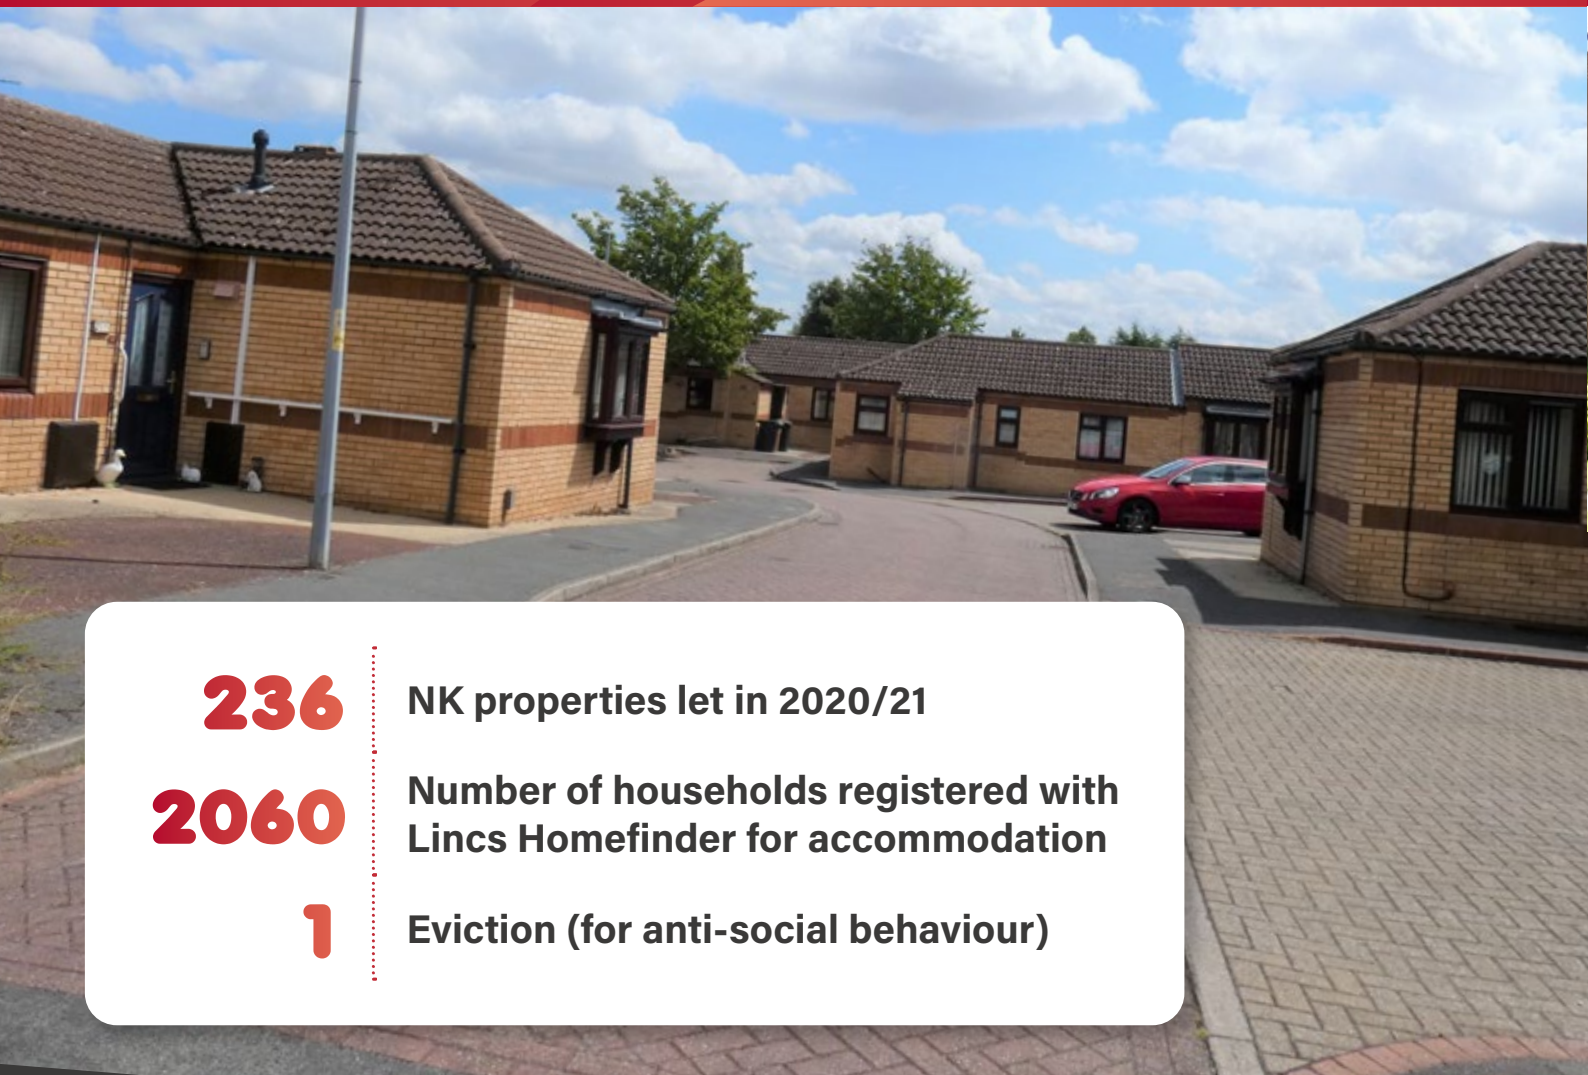 236
NK properties let in 2020/21
2060
Number of households registered with
Lincs Homefinder for accommodation
1
Eviction (for anti-social behaviour)